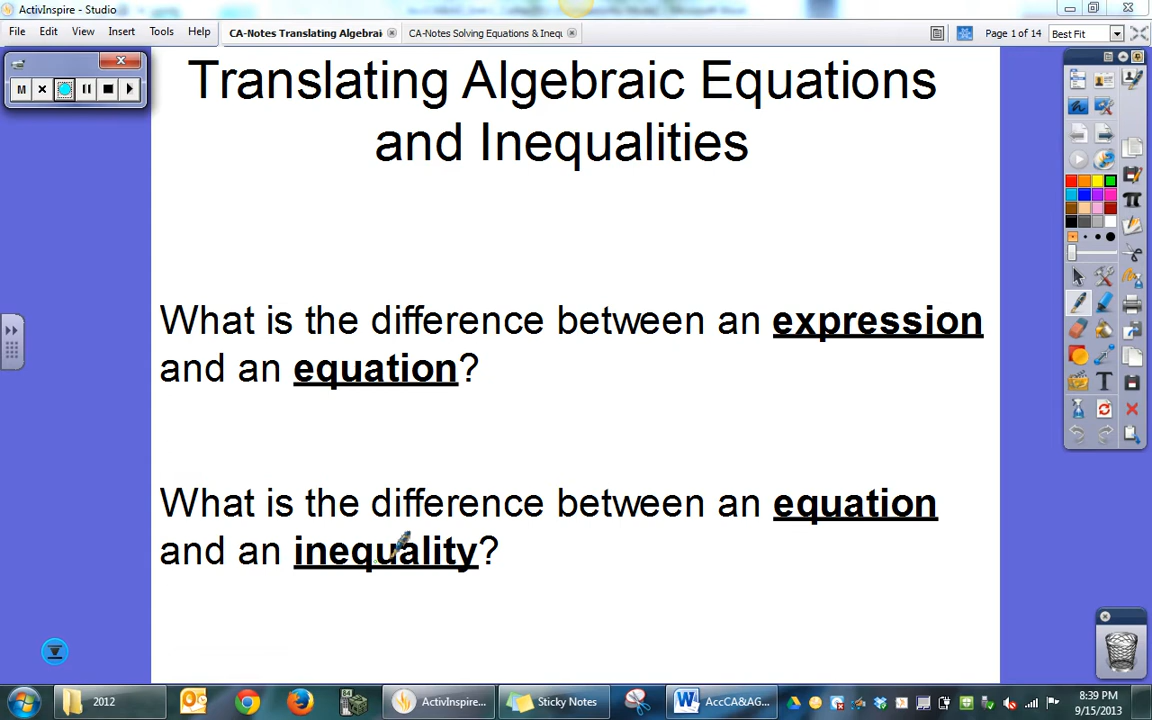 ActivInspire - Studio
File Edit View Insert Tools Help
CA-Notes Translating Algebrai
CA-Notes Solving Equations & Inequ
Page 1 of 14
Best Fit
M
Translating Algebraic Equations
and Inequalities
What is the difference between an expression
and an equation?
What is the difference between an equation
and an inequality?
T
2012
84
ActivInspire...
Sticky Notes
AccCA&AG...
8:39 PM
9/15/2013